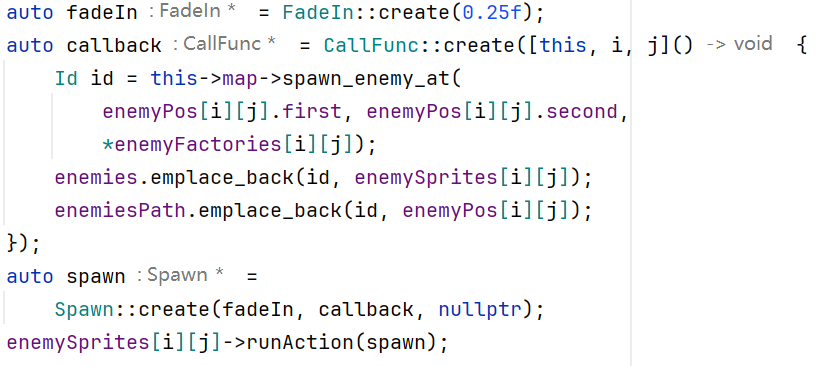 auto fadeIn : FadeIn * = FadeIn::create(0.25f);
auto callback : CallFunc * = CallFunc::create([this, i, j]() -> void {
    Id id = this->map->spawn_enemy_at(
        enemyPos[i][j].first, enemyPos[i][j].second,
        *enemyFactories[i][j]);
    enemies.emplace_back(id, enemySprites[i][j]);
    enemiesPath.emplace_back(id, enemyPos[i][j]);
});
auto spawn : Spawn * =
    Spawn::create(fadeIn, callback, nullptr);
enemySprites[i][j]->runAction(spawn);